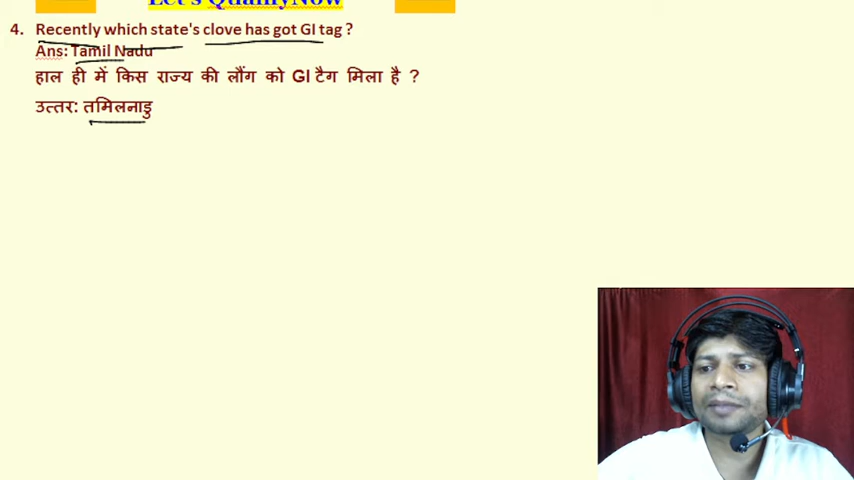 Let's QualifyNow
4. Recently which state's clove has got GI tag ?
Ans: Tamil Nadu
हाल ही में किस राज्य की लौंग को GI टैग मिला है ?
उत्तर: तमिलनाडु